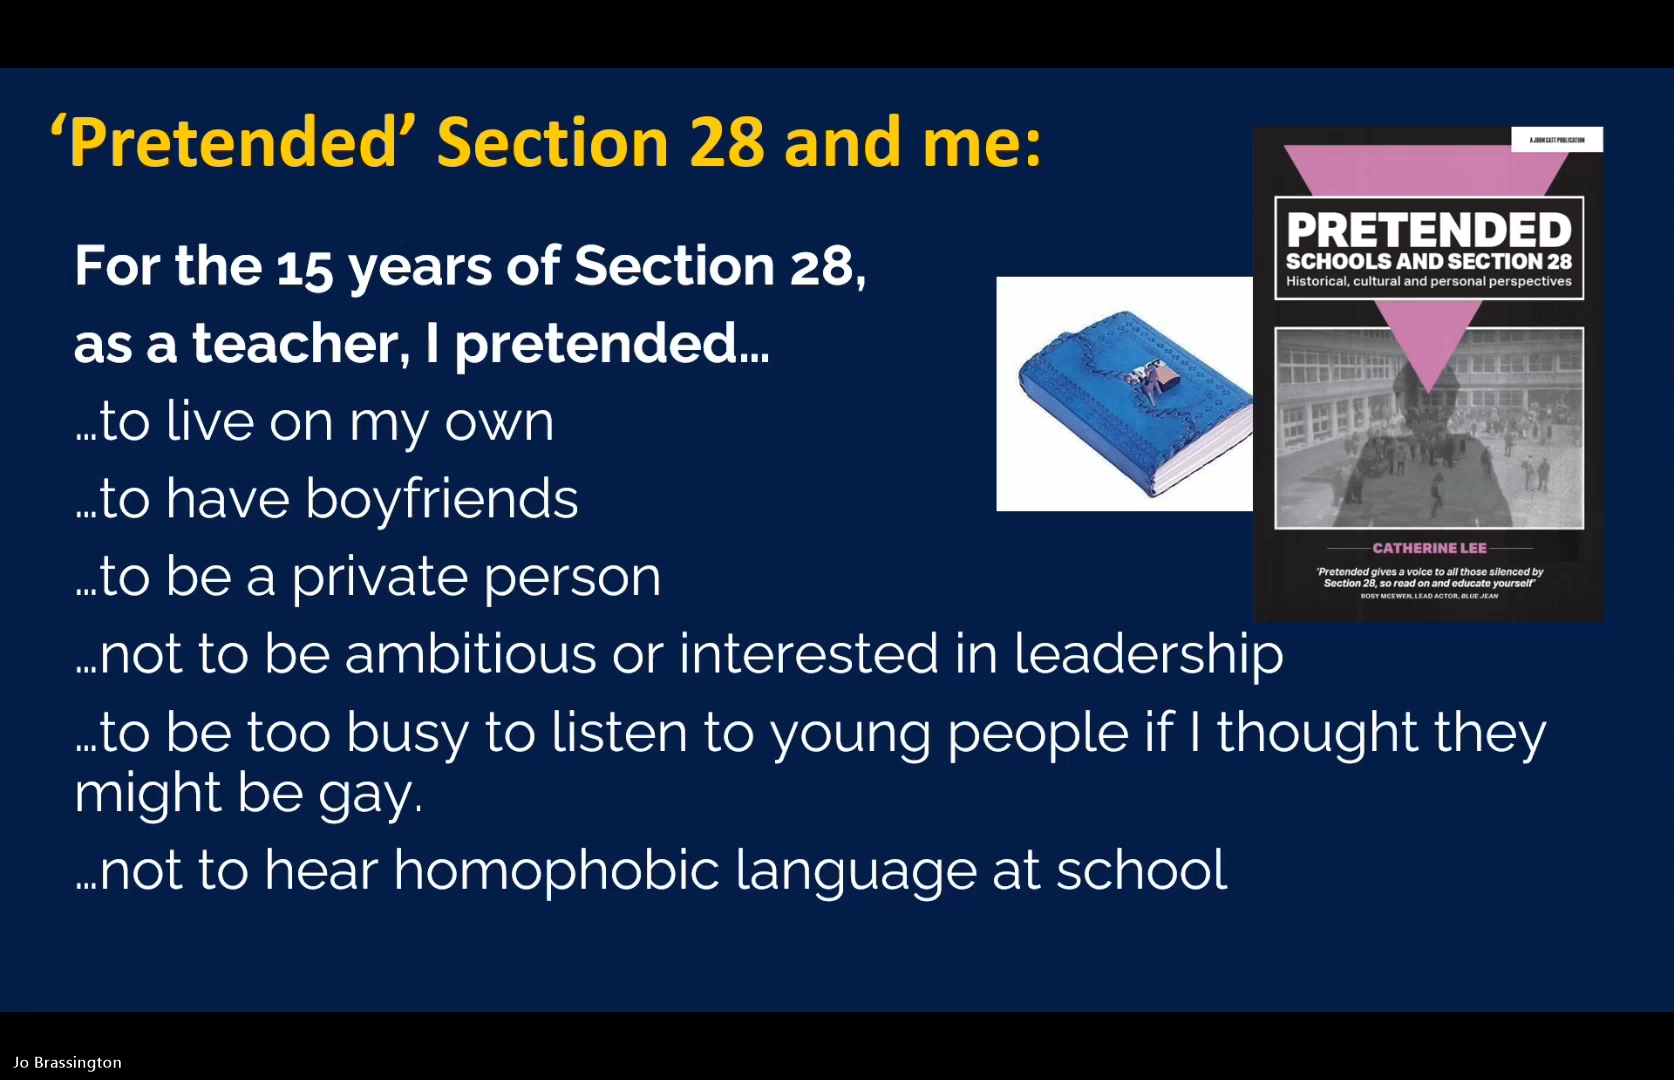 ‘Pretended’ Section 28 and me:
For the 15 years of Section 28,
as a teacher, I pretended…
…to live on my own
…to have boyfriends
…to be a private person
…not to be ambitious or interested in leadership
…to be too busy to listen to young people if I thought they
might be gay.
…not to hear homophobic language at school
A JOHN CATT PUBLICATION
PRETENDED
SCHOOLS AND SECTION 28
Historical, cultural and personal perspectives
CATHERINE LEE
‘Pretended gives a voice to all those silenced by
Section 28, so read on and educate yourself’
ROSY MCEWEN, LEAD ACTOR, BLUE JEAN
Jo Brassington